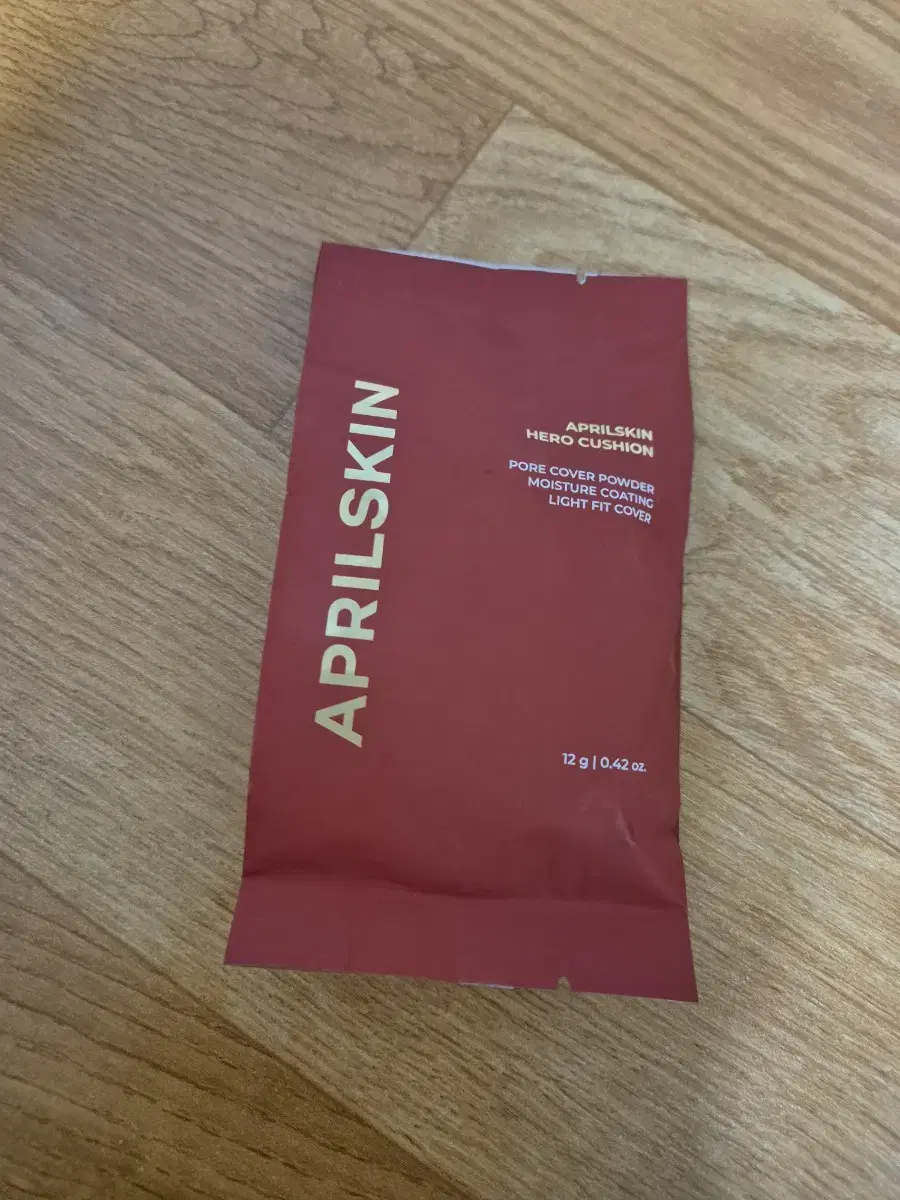 APRILSKIN
APRILSKIN
HERO CUSHION
PORE COVER POWDER
MOISTURE COATING
LIGHT FIT COVER
12 g | 0.42 oz.